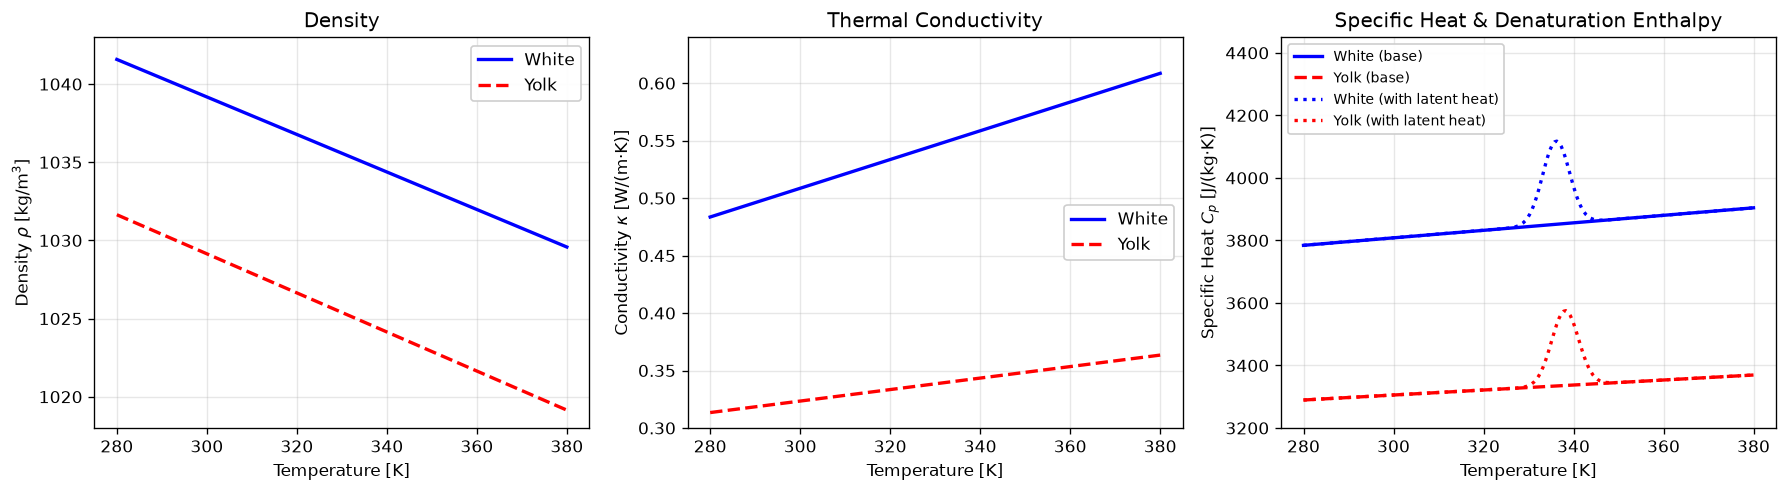 Density
White
Yolk
1040
1035
1030
1025
1020
Density ρ [kg/m³]
280 300 320 340 360 380
Temperature [K]
Thermal Conductivity
0.60
0.55
0.50
0.45
0.40
0.35
0.30
Conductivity κ [W/(m·K)]
White
Yolk
280 300 320 340 360 380
Temperature [K]
Specific Heat & Denaturation Enthalpy
4400
4200
4000
3800
3600
3400
3200
Specific Heat Cₚ [J/(kg·K)]
White (base)
Yolk (base)
White (with latent heat)
Yolk (with latent heat)
280 300 320 340 360 380
Temperature [K]